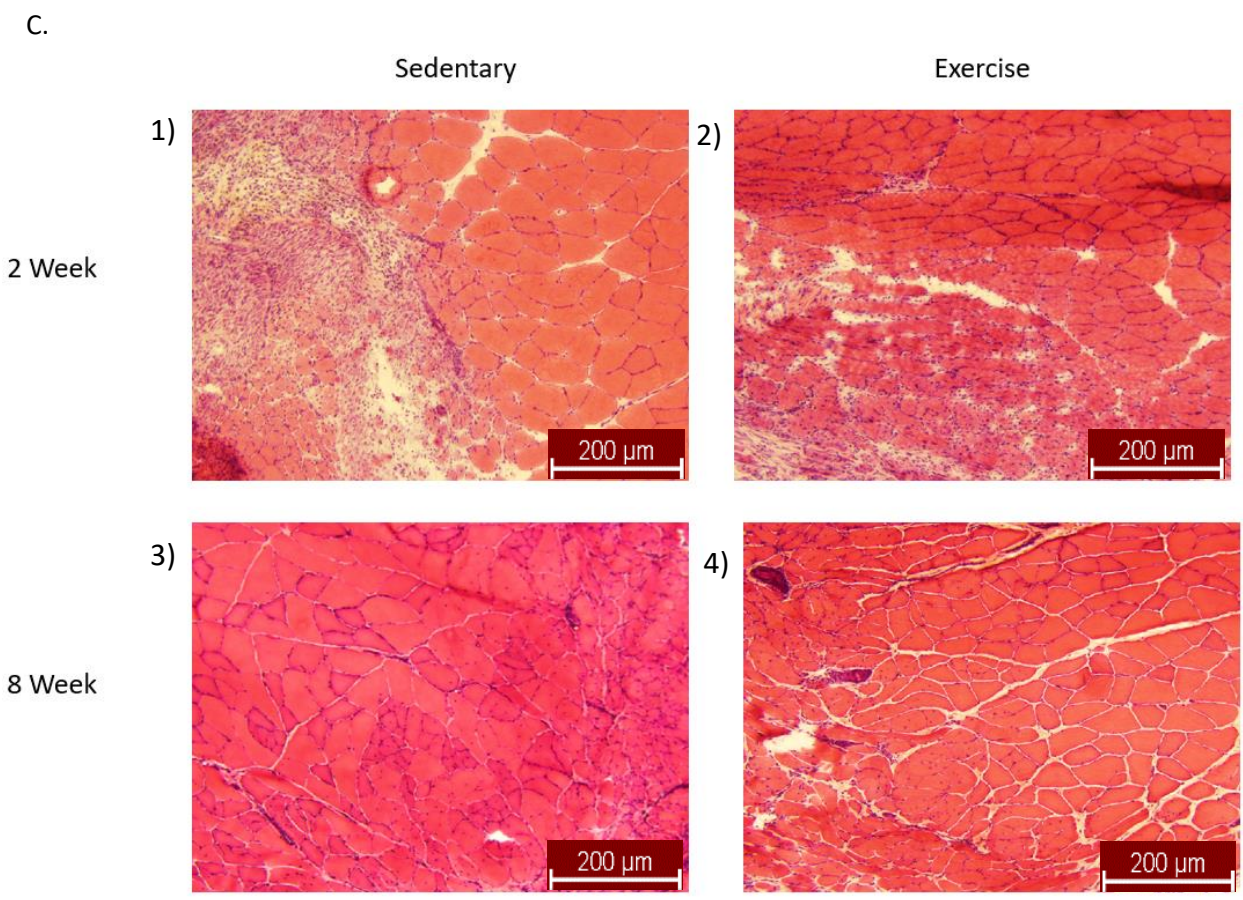 C.
Sedentary
Exercise
1)
2)
2 Week
200 µm
200 µm
3)
4)
8 Week
200 µm
200 µm